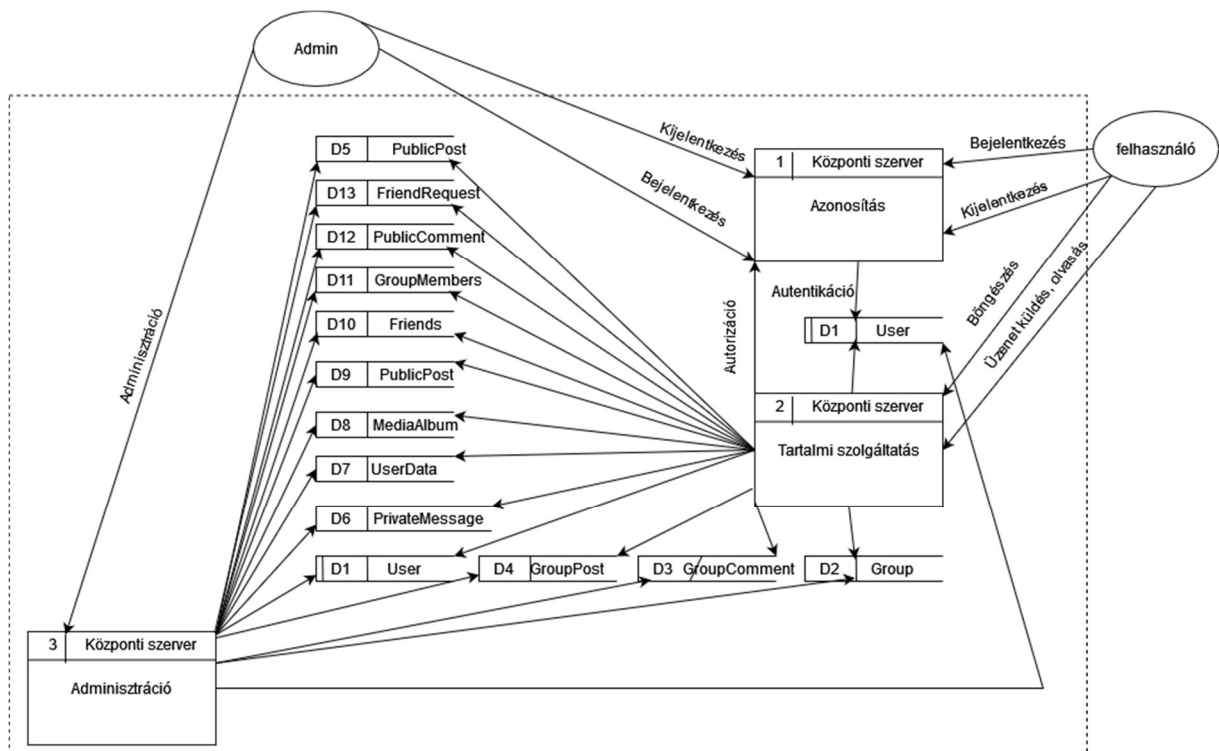 Admin
felhasználó
Kijelentkezés
Bejelentkezés
Bejelentkezés
Kijelentkezés
Böngészés
Üzenet küldés, olvasás
Adminisztráció
D5 PublicPost
D13 FriendRequest
D12 PublicComment
D11 GroupMembers
D10 Friends
D9 PublicPost
D8 MediaAlbum
D7 UserData
D6 PrivateMessage
D1 User
D4 GroupPost
D3 GroupComment
D2 Group
1 Központi szerver
Azonosítás
Autentikáció
Autorizáció
D1 User
2 Központi szerver
Tartalmi szolgáltatás
3 Központi szerver
Adminisztráció